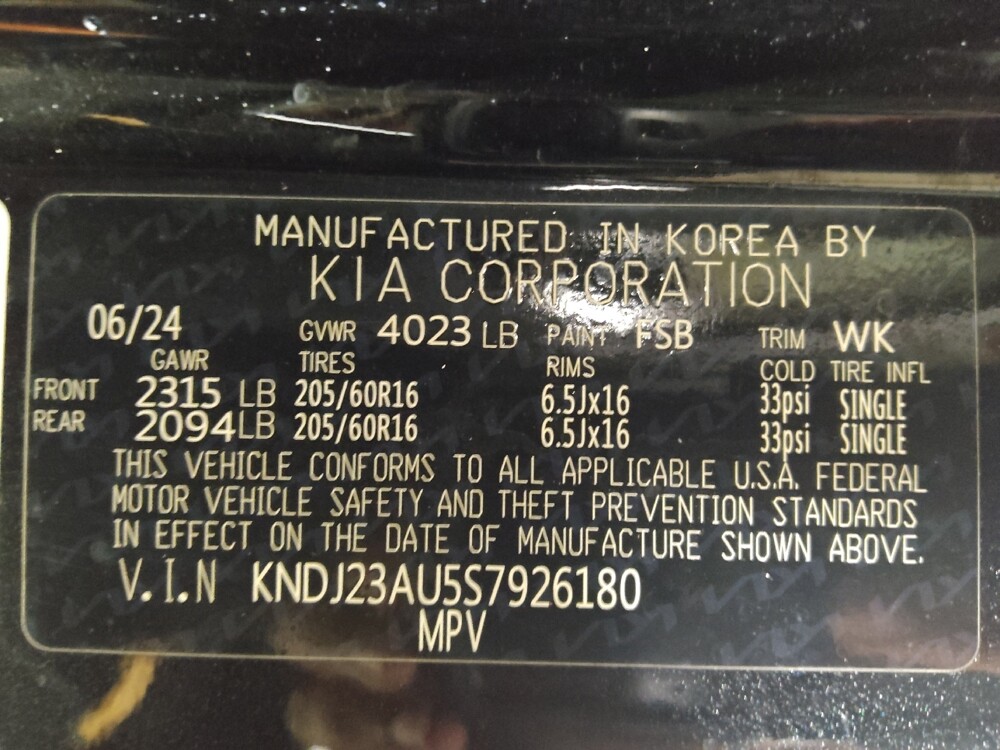 MANUFACTURED IN KOREA BY
KIA CORPORATION
06/24 GVWR 4023 LB PAINT FSB TRIM WK
GAWR TIRES RIMS COLD TIRE INFL
FRONT 2315 LB 205/60R16 6.5Jx16 33psi SINGLE
REAR 2094LB 205/60R16 6.5Jx16 33psi SINGLE
THIS VEHICLE CONFORMS TO ALL APPLICABLE U.S.A. FEDERAL
MOTOR VEHICLE SAFETY AND THEFT PREVENTION STANDARDS
IN EFFECT ON THE DATE OF MANUFACTURE SHOWN ABOVE.
V.I.N KNDJ23AU5S7926180
MPV